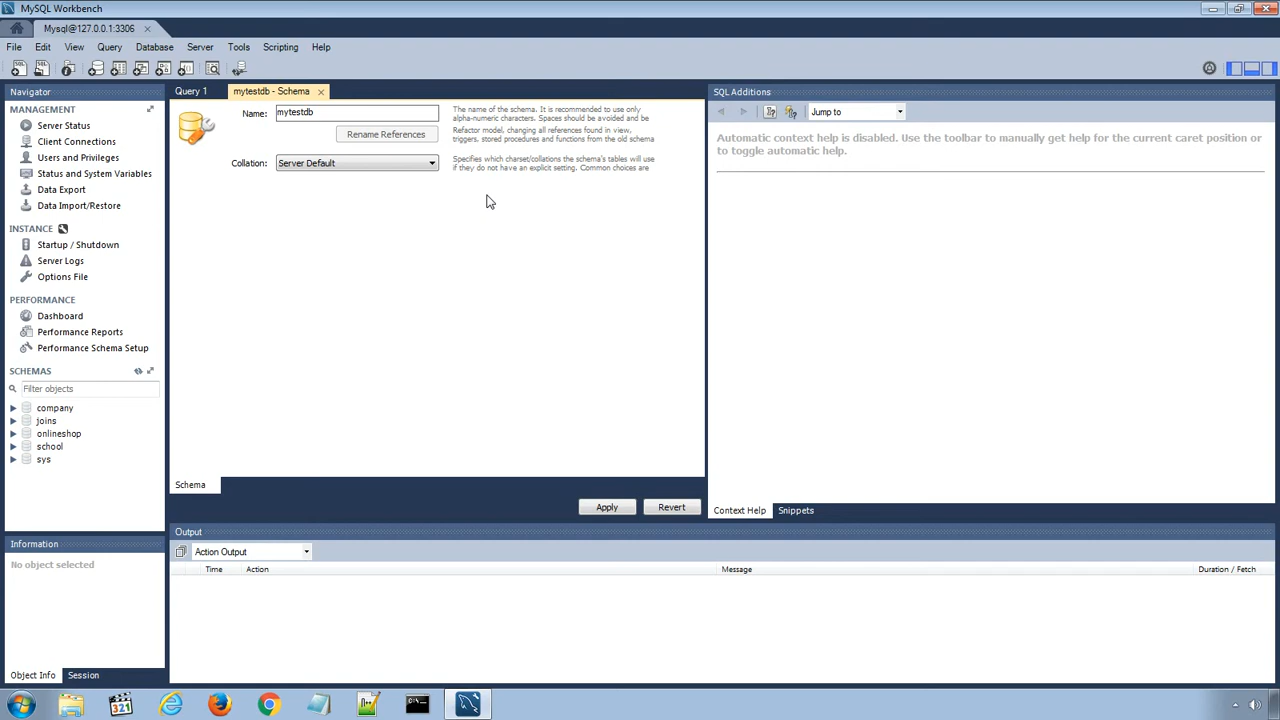 MySQL Workbench
Mysql@127.0.0.1:3306
File Edit View Query Database Server Tools Scripting Help
Navigator
MANAGEMENT
Server Status
Client Connections
Users and Privileges
Status and System Variables
Data Export
Data Import/Restore
INSTANCE
Startup / Shutdown
Server Logs
Options File
PERFORMANCE
Dashboard
Performance Reports
Performance Schema Setup
SCHEMAS
Filter objects
company
joins
onlineshop
school
sys
Information
No object selected
Object Info Session
Query 1 mytestdb - Schema
Name: mytestdb
The name of the schema. It is recommended to use only
alpha-numeric characters. Spaces should be avoided and be
Rename References
Refactor model, changing all references found in view,
triggers, stored procedures and functions from the old schema
Collation: Server Default
Specifies which charset/collations the schema's tables will use
if they do not have an explicit setting. Common choices are
Schema
Apply Revert
SQL Additions
Jump to
Automatic context help is disabled. Use the toolbar to manually get help for the current caret position or
to toggle automatic help.
Context Help Snippets
Output
Action Output
Time Action Message Duration / Fetch
321
C:\